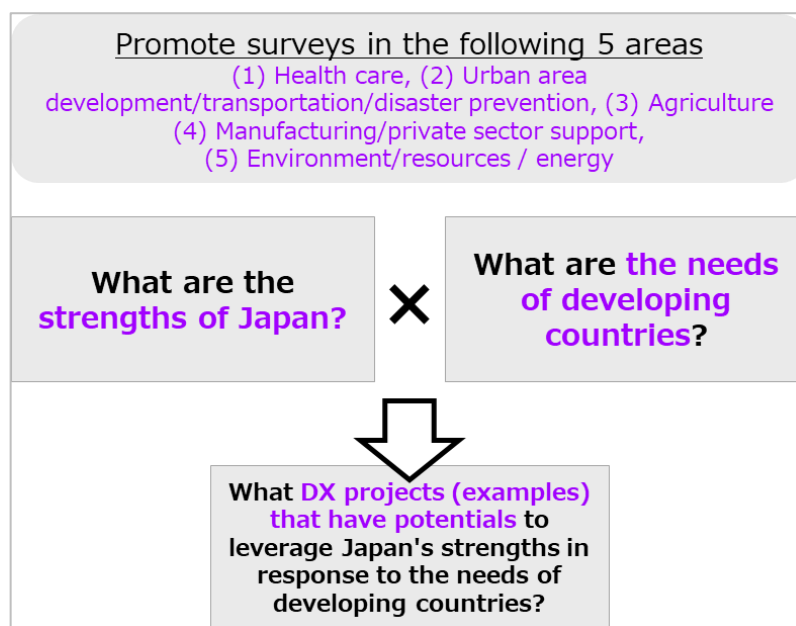 Promote surveys in the following 5 areas
(1) Health care, (2) Urban area
development/transportation/disaster prevention, (3) Agriculture
(4) Manufacturing/private sector support,
(5) Environment/resources / energy
What are the
strengths of Japan?
×
What are the needs
of developing
countries?
What DX projects (examples)
that have potentials to
leverage Japan's strengths in
response to the needs of
developing countries?